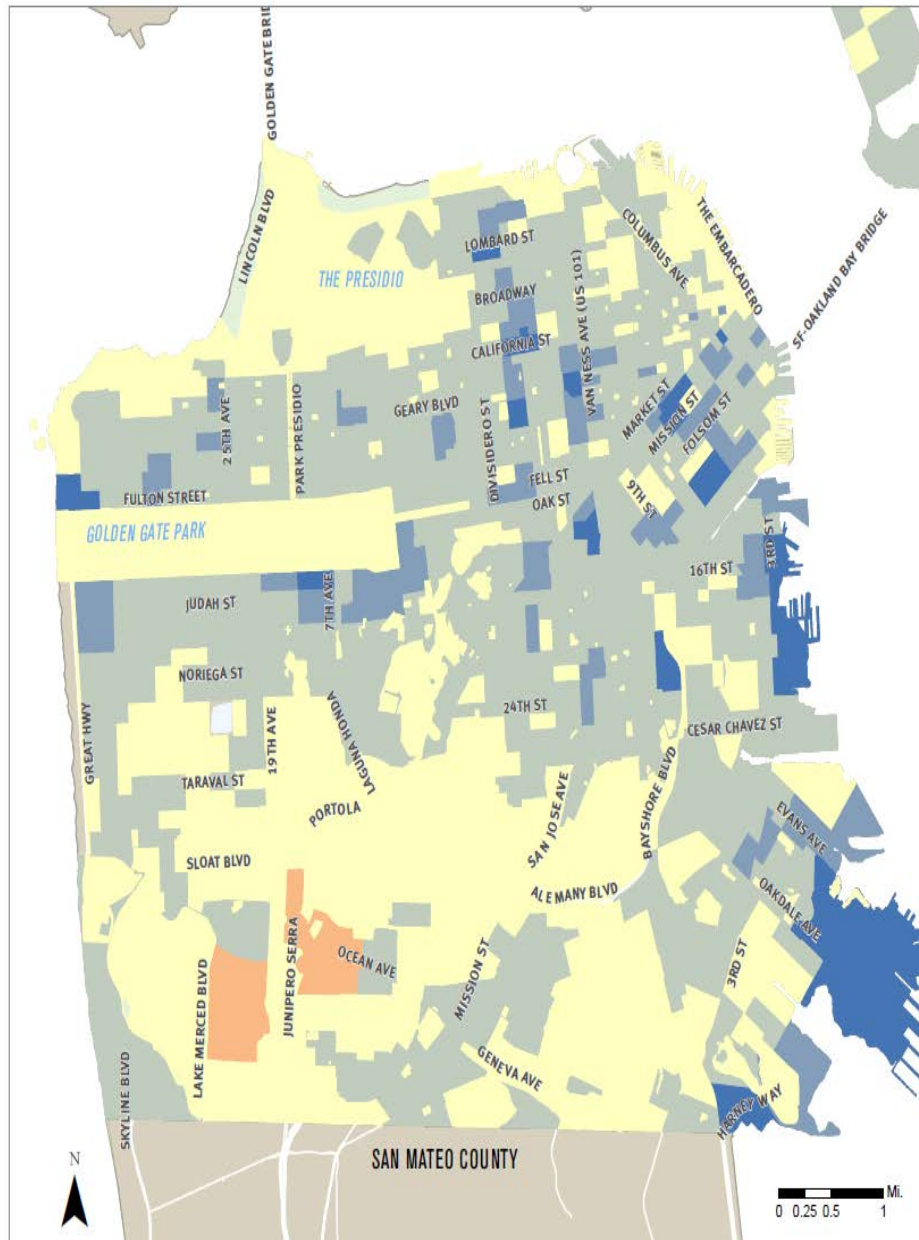 GOLDEN GATE BRI
LINCOLN BLVD
THE PRESIDIO
LOMBARD ST
COLUMBUS AVE
THE EMBARCADERO
SF-OAKLAND BAY BRIDGE
BROADWAY
VAN NESS AVE (US 101)
CALIFORNIA ST
25TH AVE
PARK PRESIDIO
GEARY BLVD
DIVISIDERO ST
MARKET ST
MISSION ST
FOLSOM ST
FULTON STREET
FELL ST
OAK ST
9TH ST
GOLDEN GATE PARK
3RD ST
16TH ST
7TH AVE
JUDAH ST
NORIEGA ST
GREAT HWY
19TH AVE
LAGUNA HONDA
24TH ST
CESAR CHAVEZ ST
TARAVAL ST
PORTOLA
SAN JOSE AVE
BAYSHORE BLVD
EVANS AVE
SLOAT BLVD
ALEMANY BLVD
OAKDALE AVE
JUNIPERO SERRA
OCEAN AVE
LAKE MERCED BLVD
MISSION ST
3RD ST
GENEVA AVE
HARNEY WAY
SKYLINE BLVD
SAN MATEO COUNTY
N
Mi.
0 0.25 0.5 1